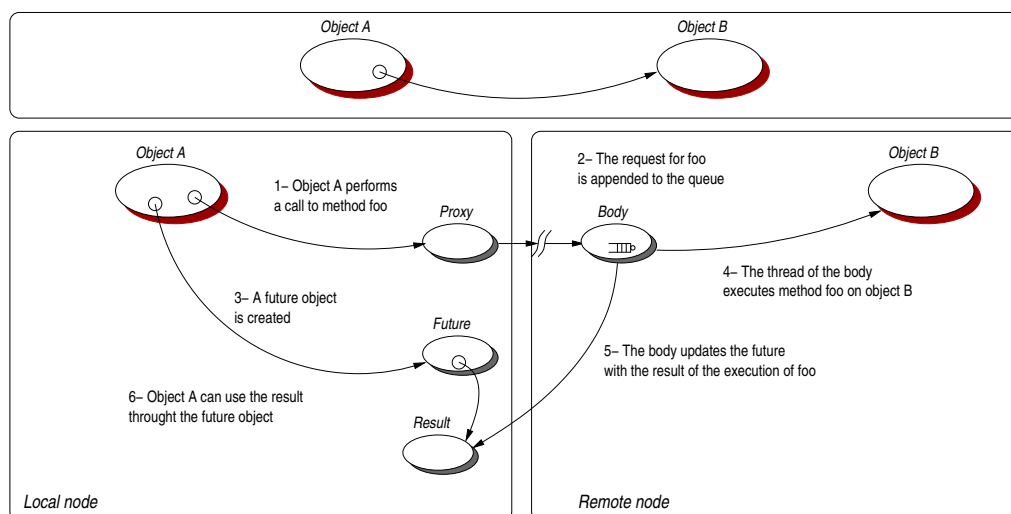 Object A
Object B
Object A
1– Object A performs
a call to method foo
Proxy
2– The request for foo
is appended to the queue
Body
Object B
3– A future object
is created
4– The thread of the body
executes method foo on object B
Future
5– The body updates the future
with the result of the execution of foo
6– Object A can use the result
throught the future object
Result
Local node
Remote node